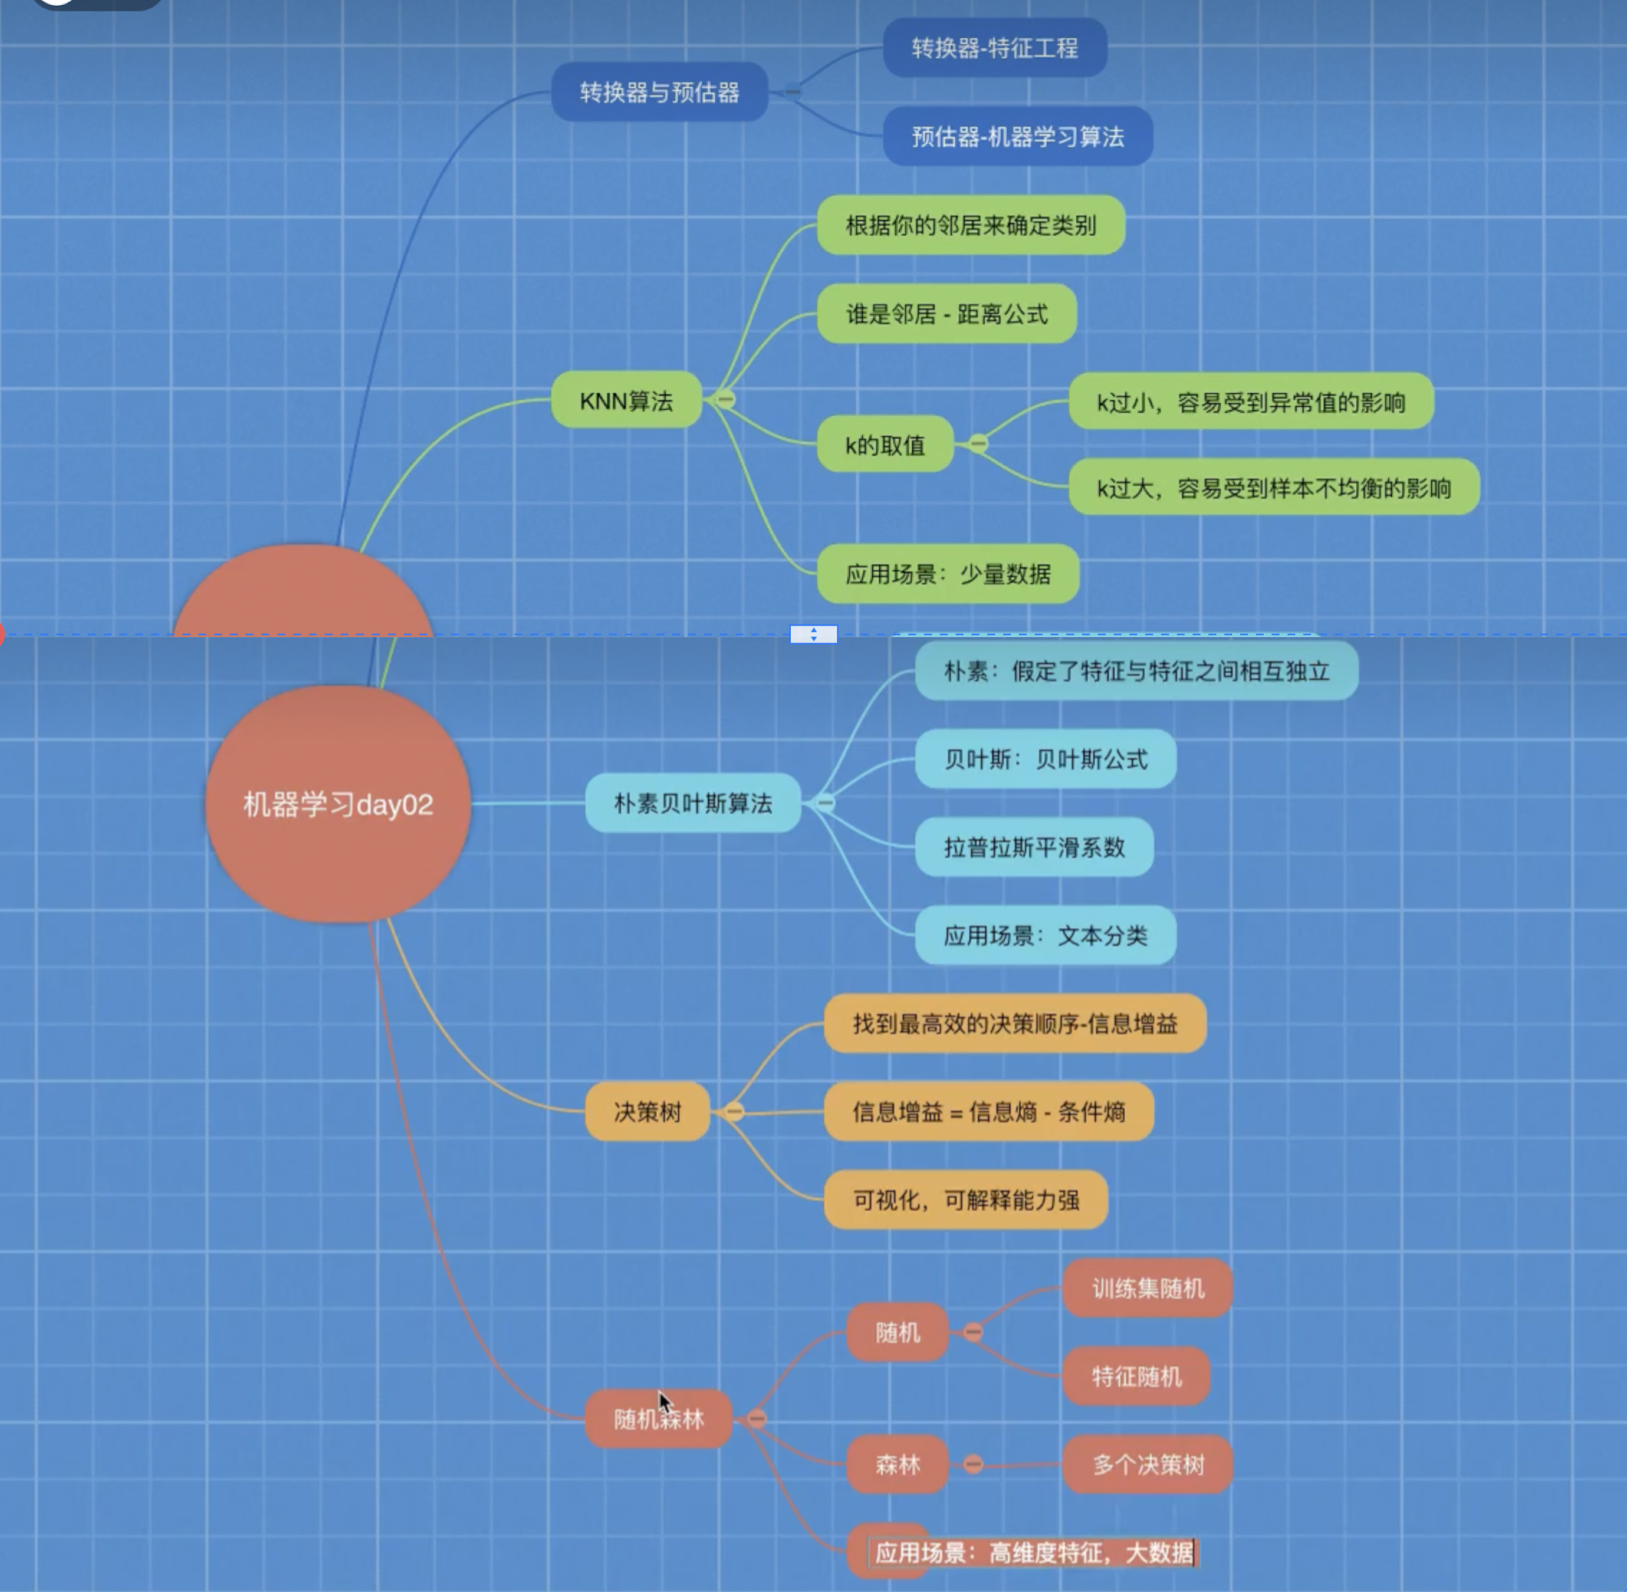 转换器-特征工程
转换器与预估器
预估器-机器学习算法
根据你的邻居来确定类别
谁是邻居 - 距离公式
KNN算法
k过小，容易受到异常值的影响
k的取值
k过大，容易受到样本不均衡的影响
应用场景：少量数据
朴素：假定了特征与特征之间相互独立
贝叶斯：贝叶斯公式
机器学习day02
朴素贝叶斯算法
拉普拉斯平滑系数
应用场景：文本分类
找到最高效的决策顺序-信息增益
决策树
信息增益 = 信息熵 - 条件熵
可视化，可解释能力强
训练集随机
随机
特征随机
随机森林
森林
多个决策树
应用场景：高维度特征，大数据